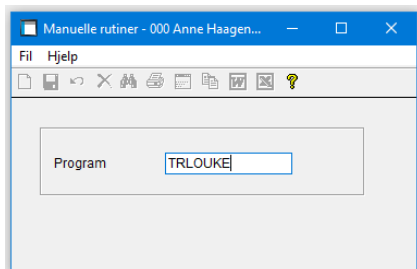 Manuelle rutiner - 000 Anne Haagen...
Fil Hjelp
Program TRLOUKE